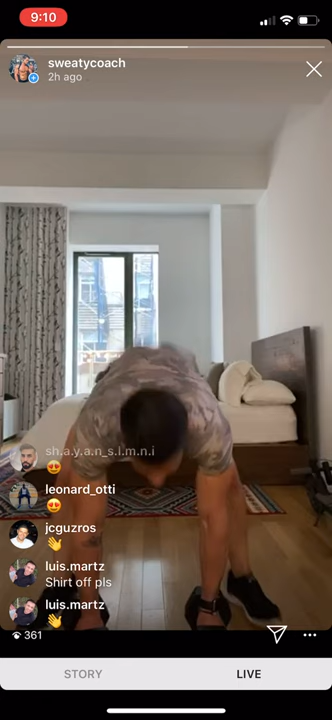 9:10
sweatycoach
2h ago
sh.a.y.a.n_s.l.m.n.i
😍
leonard_otti
😍
jcguzros
👋
luis.martz
Shirt off pls
luis.martz
👋
361
STORY
LIVE